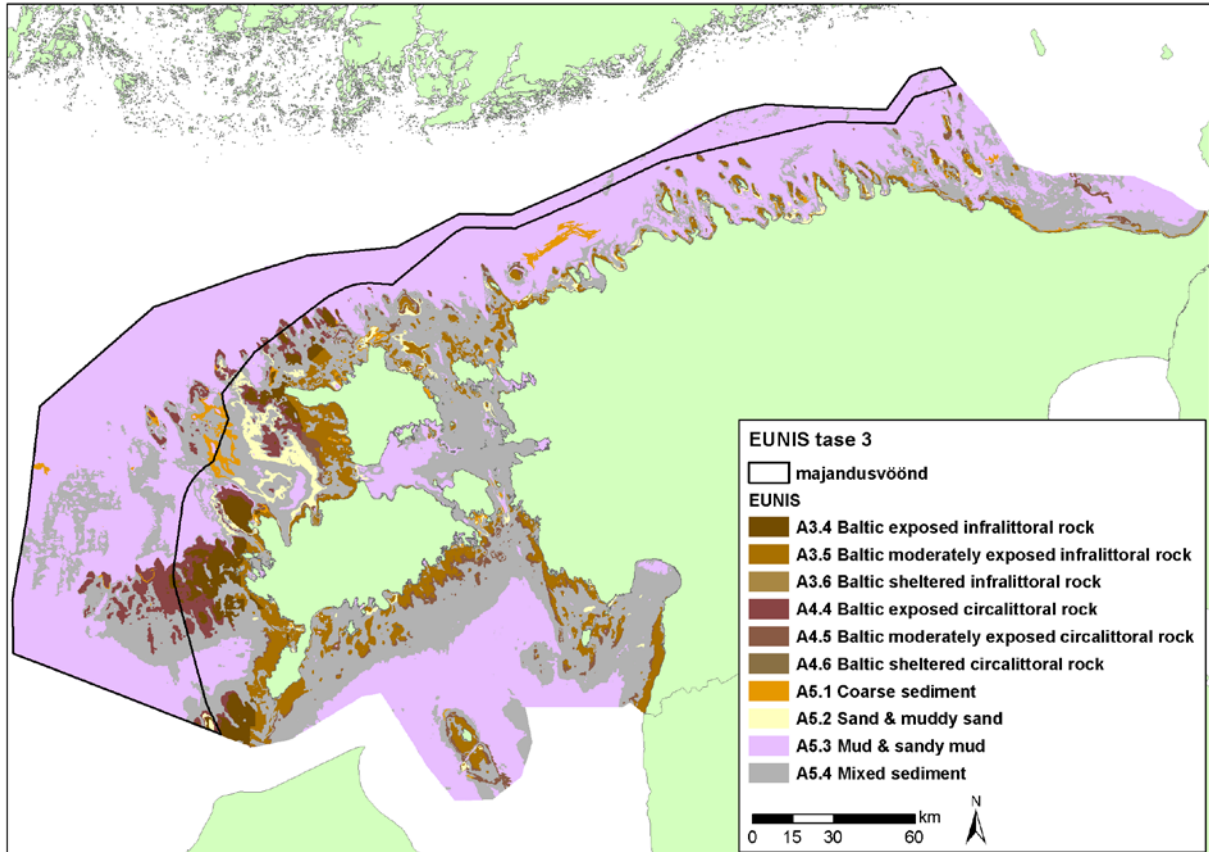 EUNIS tase 3
majandusvöönd
EUNIS
A3.4 Baltic exposed infralittoral rock
A3.5 Baltic moderately exposed infralittoral rock
A3.6 Baltic sheltered infralittoral rock
A4.4 Baltic exposed circalittoral rock
A4.5 Baltic moderately exposed circalittoral rock
A4.6 Baltic sheltered circalittoral rock
A5.1 Coarse sediment
A5.2 Sand & muddy sand
A5.3 Mud & sandy mud
A5.4 Mixed sediment
N
km
0 15 30 60